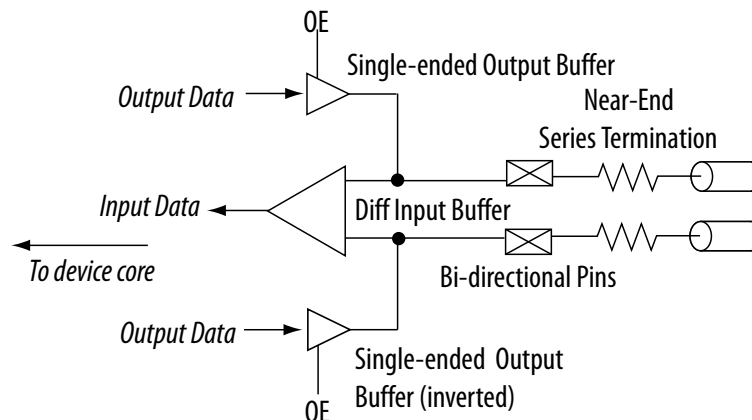 OE
Single-ended Output Buffer
Output Data
Near-End
Series Termination
Input Data
Diff Input Buffer
To device core
Bi-directional Pins
Output Data
Single-ended Output
Buffer (inverted)
OE